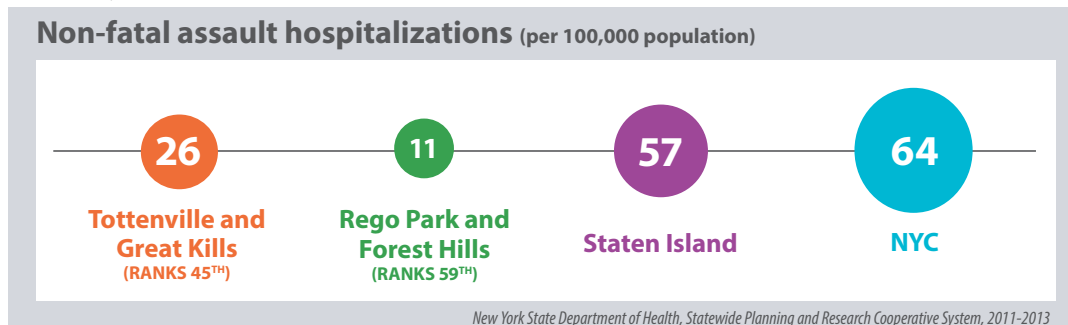 Non-fatal assault hospitalizations (per 100,000 population)
26
11
57
64
Tottenville and
Great Kills
(RANKS 45TH)
Rego Park and
Forest Hills
(RANKS 59TH)
Staten Island
NYC
New York State Department of Health, Statewide Planning and Research Cooperative System, 2011-2013